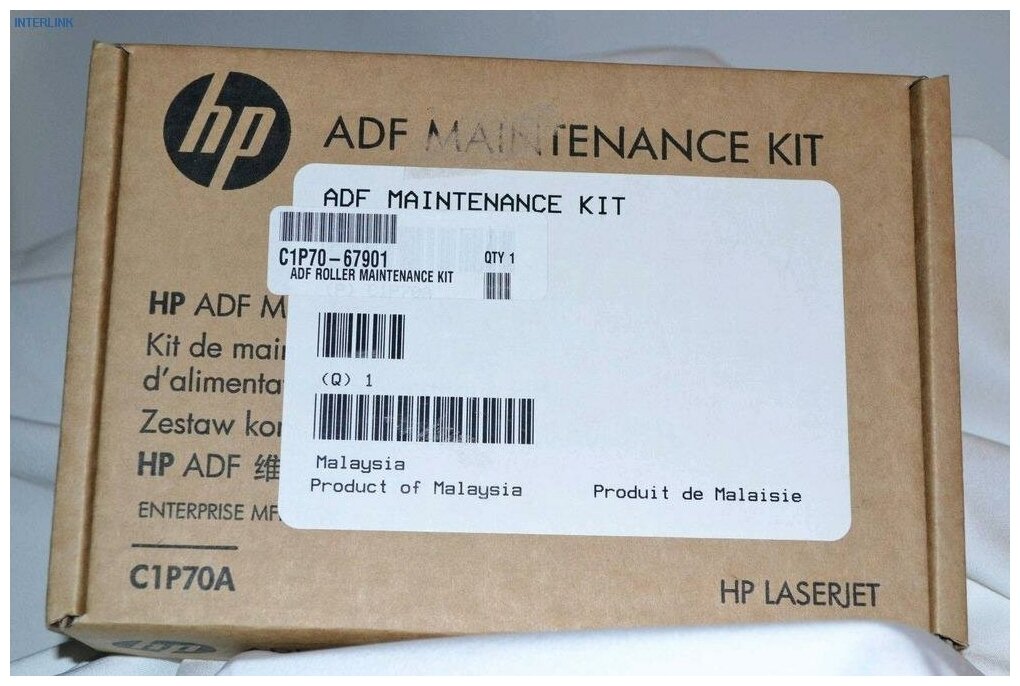 INTERLINK
hp
ADF MAINTENANCE KIT
ADF MAINTENANCE KIT
C1P70-67901
QTY 1
ADF ROLLER MAINTENANCE KIT
HP ADF M
Kit de mai
d'alimenta
Zestaw ko
HP ADF 维
ENTERPRISE MF
(Q) 1
Malaysia
Product of Malaysia
Produit de Malaisie
C1P70A
HP LASERJET
hp